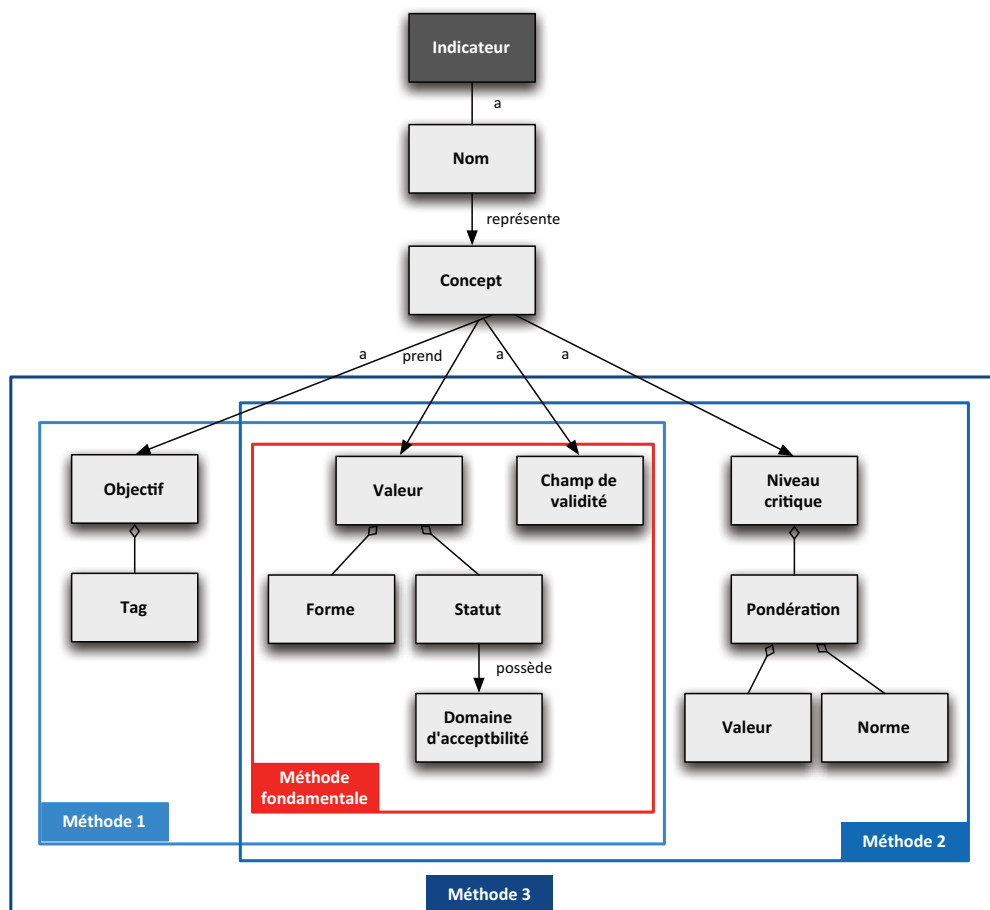 Indicateur
a
Nom
représente
Concept
a
prend
a
a
Objectif
Valeur
Champ de
validité
Niveau
critique
Tag
Forme
Statut
Pondération
possède
Domaine
d'acceptbilité
Valeur
Norme
Méthode
fondamentale
Méthode 1
Méthode 2
Méthode 3